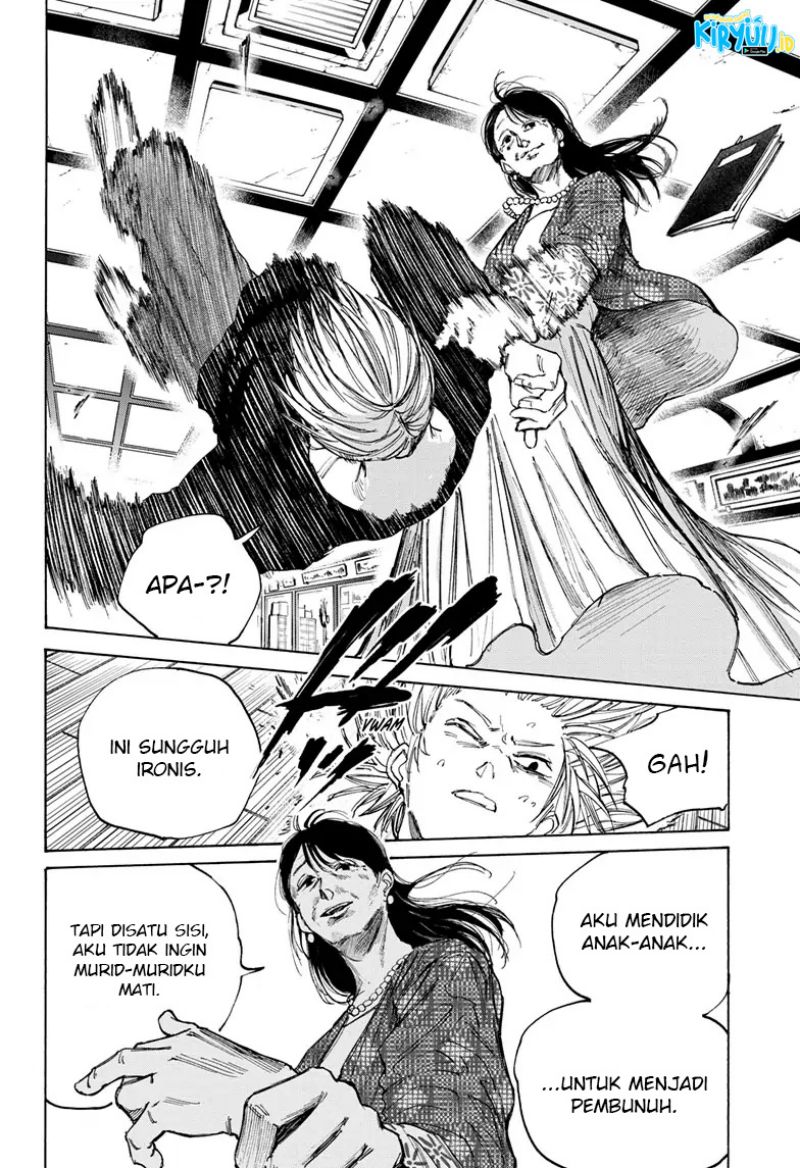 KIRYUU.ID
APA-?!
GAH!
VWAM
INI SUNGGUH
IRONIS.
AKU MENDIDIK
ANAK-ANAK...
...UNTUK MENJADI
PEMBUNUH.
TAPI DISATU SISI,
AKU TIDAK INGIN
MURID-MURIDKU
MATI.